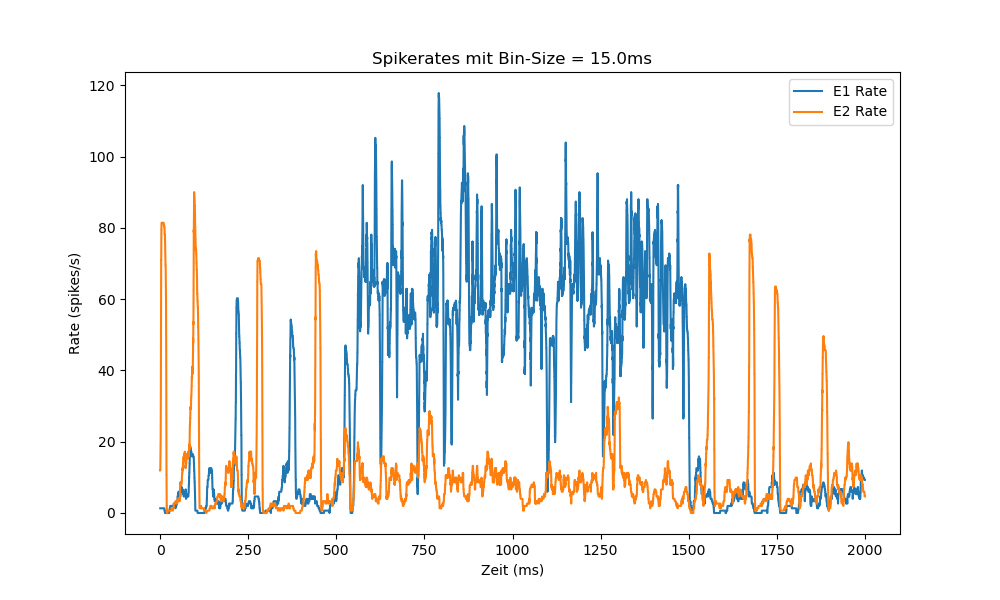 Spikerates mit Bin-Size = 15.0ms
E1 Rate
E2 Rate
120
100
80
60
40
20
0
Rate (spikes/s)
0 250 500 750 1000 1250 1500 1750 2000
Zeit (ms)